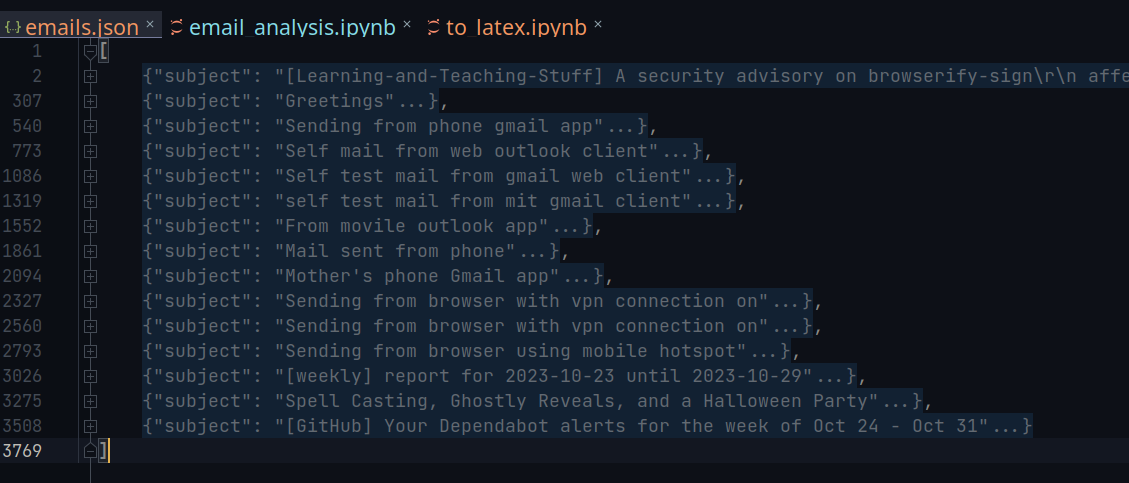 emails.json × email_analysis.ipynb × to_latex.ipynb ×
1 [
2 {"subject": "[Learning-and-Teaching-Stuff] A security advisory on browserify-sign\r\n affe
307 {"subject": "Greetings"...},
540 {"subject": "Sending from phone gmail app"...},
773 {"subject": "Self mail from web outlook client"...},
1086 {"subject": "Self test mail from gmail web client"...},
1319 {"subject": "self test mail from mit gmail client"...},
1552 {"subject": "From movile outlook app"...},
1861 {"subject": "Mail sent from phone"...},
2094 {"subject": "Mother's phone Gmail app"...},
2327 {"subject": "Sending from browser with vpn connection on"...},
2560 {"subject": "Sending from browser with vpn connection on"...},
2793 {"subject": "Sending from browser using mobile hotspot"...},
3026 {"subject": "[weekly] report for 2023-10-23 until 2023-10-29"...},
3275 {"subject": "Spell Casting, Ghostly Reveals, and a Halloween Party"...},
3508 {"subject": "[GitHub] Your Dependabot alerts for the week of Oct 24 - Oct 31"...}
3769 ]